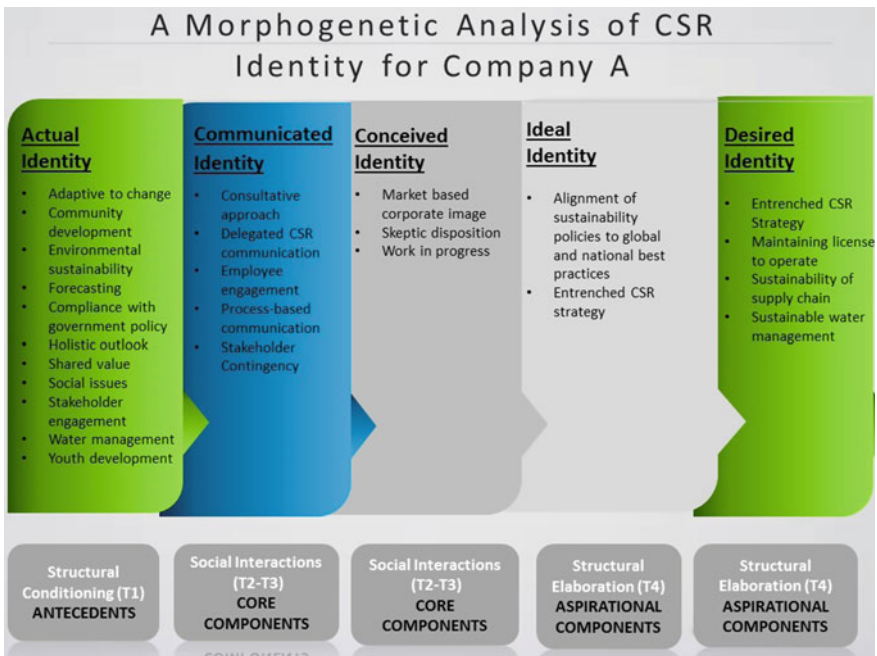 A Morphogenetic Analysis of CSR
Identity for Company A
Actual
Identity
• Adaptive to change
• Community
development
• Environmental
sustainability
• Forecasting
• Compliance with
government policy
• Holistic outlook
• Shared value
• Social issues
• Stakeholder
engagement
• Water management
• Youth development
Communicated
Identity
• Consultative
approach
• Delegated CSR
communication
• Employee
engagement
• Process-based
communication
• Stakeholder
Contingency
Conceived
Identity
• Market based
corporate image
• Skeptic disposition
• Work in progress
Ideal
Identity
• Alignment of
sustainability
policies to global
and national best
practices
• Entrenched CSR
strategy
Desired
Identity
• Entrenched CSR
Strategy
• Maintaining license
to operate
• Sustainability of
supply chain
• Sustainable water
management
Structural
Conditioning (T1)
ANTECEDENTS
Social Interactions
(T2-T3)
CORE
COMPONENTS
Social Interactions
(T2-T3)
CORE
COMPONENTS
Structural
Elaboration (T4)
ASPIRATIONAL
COMPONENTS
Structural
Elaboration (T4)
ASPIRATIONAL
COMPONENTS